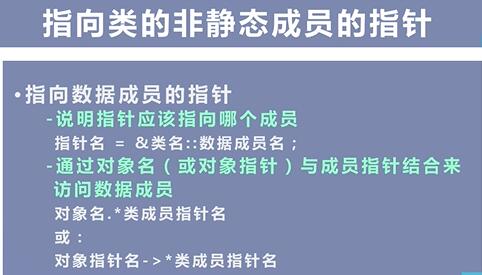 指向类的非静态成员的指针
•指向数据成员的指针
-说明指针应该指向哪个成员
指针名 = &类名::数据成员名；
-通过对象名（或对象指针）与成员指针结合来
访问数据成员
对象名.*类成员指针名
或：
对象指针名->*类成员指针名